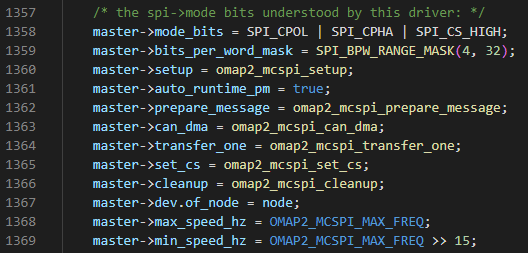 1357 /* the spi->mode bits understood by this driver: */
1358 master->mode_bits = SPI_CPOL | SPI_CPHA | SPI_CS_HIGH;
1359 master->bits_per_word_mask = SPI_BPW_RANGE_MASK(4, 32);
1360 master->setup = omap2_mcspi_setup;
1361 master->auto_runtime_pm = true;
1362 master->prepare_message = omap2_mcspi_prepare_message;
1363 master->can_dma = omap2_mcspi_can_dma;
1364 master->transfer_one = omap2_mcspi_transfer_one;
1365 master->set_cs = omap2_mcspi_set_cs;
1366 master->cleanup = omap2_mcspi_cleanup;
1367 master->dev.of_node = node;
1368 master->max_speed_hz = OMAP2_MCSPI_MAX_FREQ;
1369 master->min_speed_hz = OMAP2_MCSPI_MAX_FREQ >> 15;